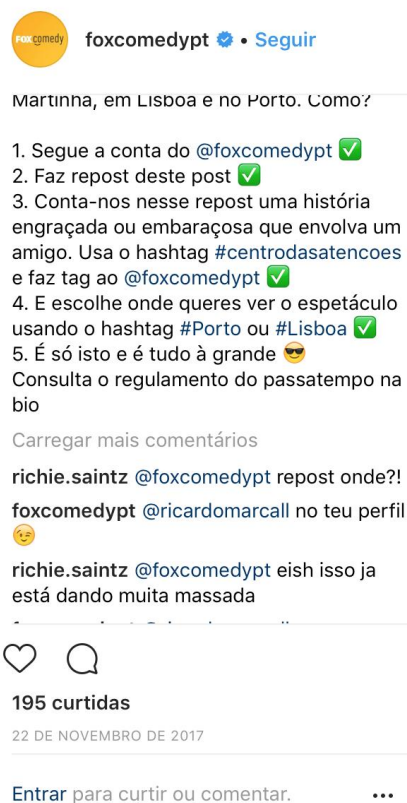 FOX comedy
foxcomedypt • Seguir
Martinha, em Lisboa e no Porto. Como?
1. Segue a conta do @foxcomedypt ✅
2. Faz repost deste post ✅
3. Conta-nos nesse repost uma história
engraçada ou embaraçosa que envolva um
amigo. Usa o hashtag #centrodasatencoes
e faz tag ao @foxcomedypt ✅
4. E escolhe onde queres ver o espetáculo
usando o hashtag #Porto ou #Lisboa ✅
5. É só isto e é tudo à grande 😎
Consulta o regulamento do passatempo na
bio
Carregar mais comentários
richie.saintz @foxcomedypt repost onde?!
foxcomedypt @ricardomarcall no teu perfil
😉
richie.saintz @foxcomedypt eish isso ja
está dando muita massada
195 curtidas
22 DE NOVEMBRO DE 2017
Entrar para curtir ou comentar.